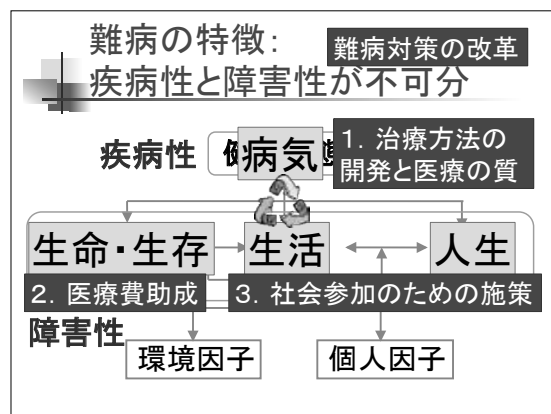 難病の特徴：
難病対策の改革
疾病性と障害性が不可分
疾病性
病気
1．治療方法の
開発と医療の質
生命・生存
生活
人生
2．医療費助成
3．社会参加のための施策
障害性
環境因子
個人因子